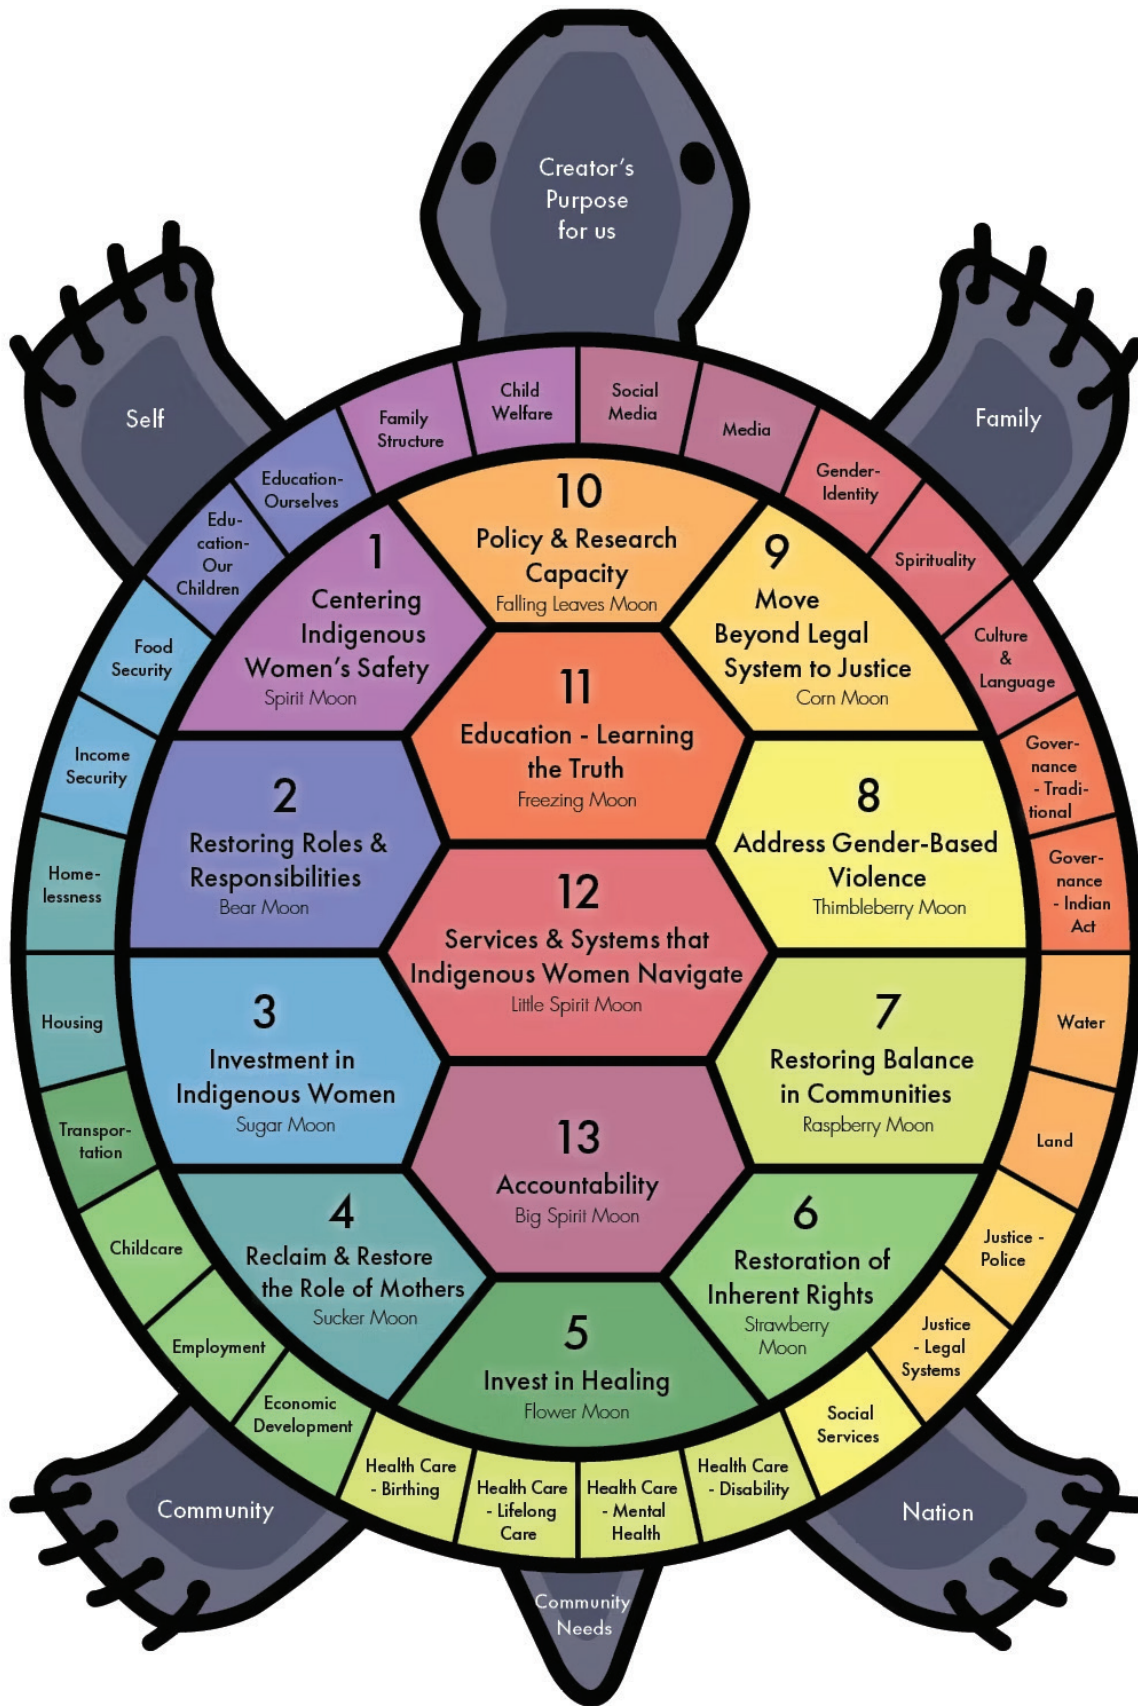 Creator's
Purpose
for us
Self
Family
Family
Structure
Child
Welfare
Social
Media
Media
Gender-
Identity
Spirituality
Culture
&
Language
Gover-
nance
- Tradi-
tional
Gover-
nance
- Indian
Act
Water
Land
Justice -
Police
Justice
- Legal
Systems
Social
Services
Health Care
- Disability
Health Care
- Mental
Health
Health Care
- Lifelong
Care
Health Care
- Birthing
Economic
Development
Employment
Childcare
Transpor-
tation
Housing
Home-
lessness
Income
Security
Food
Security
Edu-
cation-
Our
Children
Education-
Ourselves
1
Centering
Indigenous
Women's Safety
Spirit Moon
2
Restoring Roles &
Responsibilities
Bear Moon
3
Investment in
Indigenous Women
Sugar Moon
4
Reclaim & Restore
the Role of Mothers
Sucker Moon
5
Invest in Healing
Flower Moon
6
Restoration of
Inherent Rights
Strawberry
Moon
7
Restoring Balance
in Communities
Raspberry Moon
8
Address Gender-Based
Violence
Thimbleberry Moon
9
Move
Beyond Legal
System to Justice
Corn Moon
10
Policy & Research
Capacity
Falling Leaves Moon
11
Education - Learning
the Truth
Freezing Moon
12
Services & Systems that
Indigenous Women Navigate
Little Spirit Moon
13
Accountability
Big Spirit Moon
Community
Nation
Community
Needs